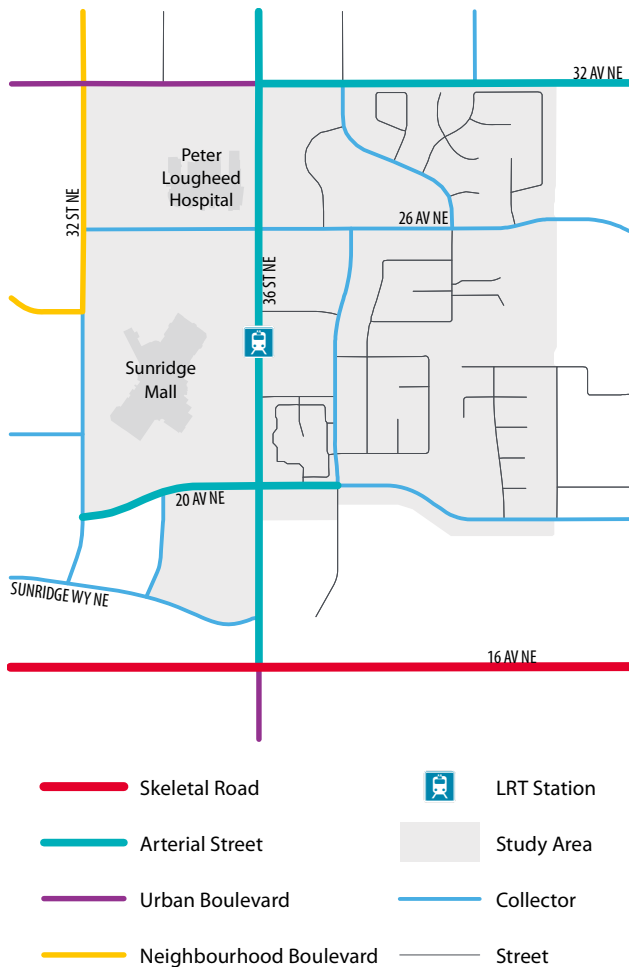 32 AV NE
Peter
Lougheed
Hospital
32 ST NE
26 AV NE
36 ST NE
Sunridge
Mall
20 AV NE
SUNRIDGE WY NE
16 AV NE
Skeletal Road
LRT Station
Arterial Street
Study Area
Urban Boulevard
Collector
Neighbourhood Boulevard
Street